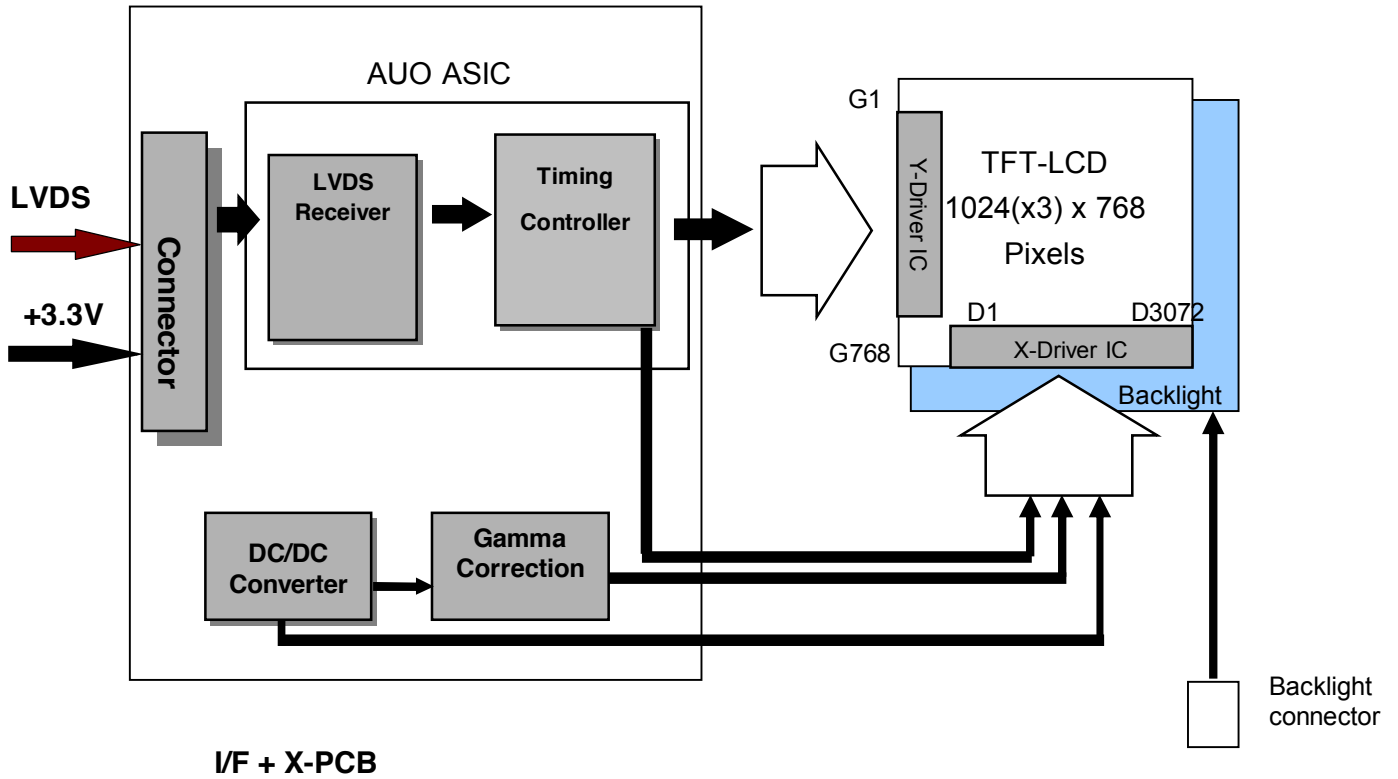 AUO ASIC
LVDS
+3.3V
Connector
LVDS
Receiver
Timing
Controller
G1
G768
Y-Driver IC
TFT-LCD
1024(x3) x 768
Pixels
D1
D3072
X-Driver IC
Backlight
DC/DC
Converter
Gamma
Correction
Backlight
connector
I/F + X-PCB